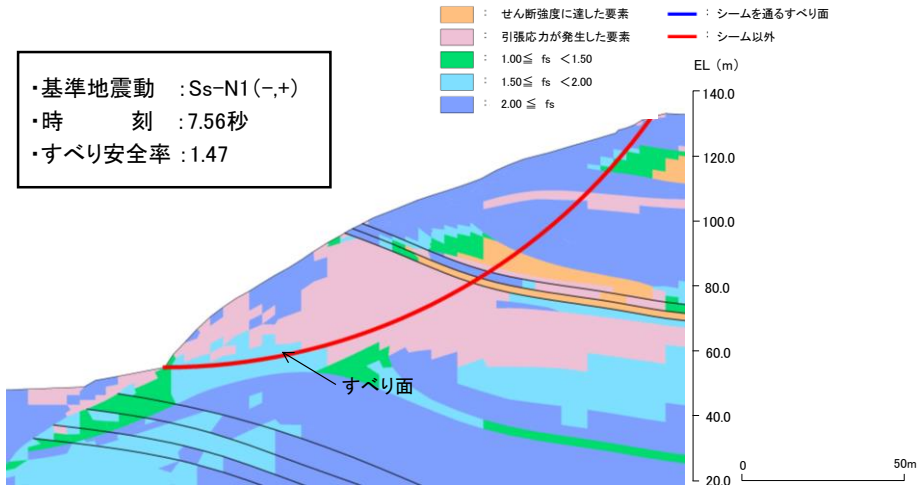 ： せん断強度に達した要素
： シームを通るすべり面
： 引張応力が発生した要素
： シーム以外
： 1.00≦ fs ＜1.50
： 1.50≦ fs ＜2.00
： 2.00 ≦ fs
・基準地震動 ：Ss-N1(-,+)
・時 刻 ：7.56秒
・すべり安全率 ：1.47
EL (m)
140.0
120.0
100.0
80.0
60.0
40.0
20.0
すべり面
0 50m